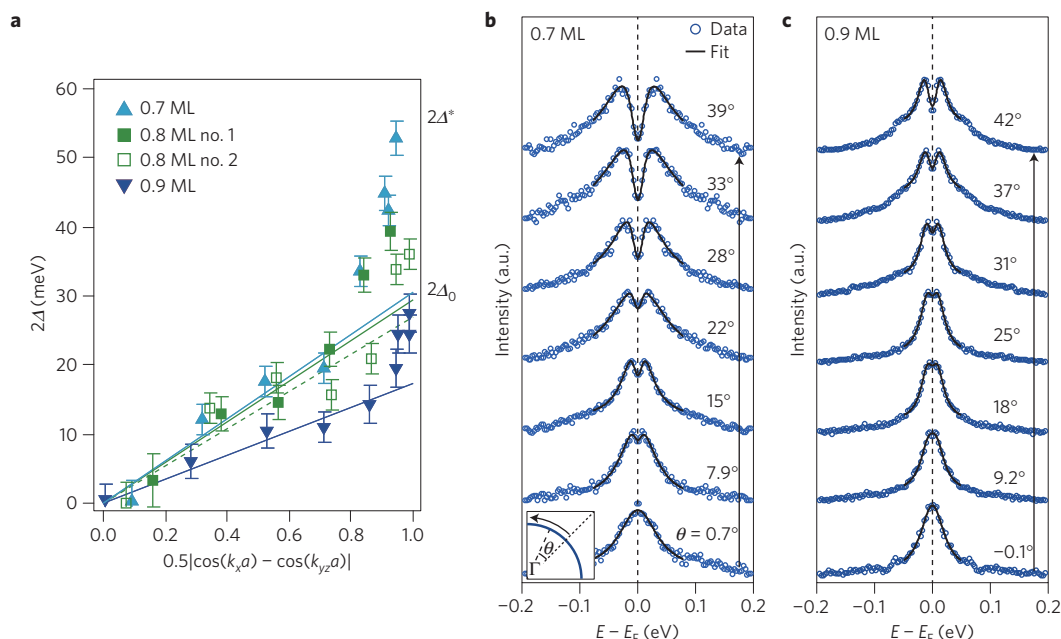 a
60
50
40
30
20
10
0
2Δ (meV)
0.7 ML
0.8 ML no. 1
0.8 ML no. 2
0.9 ML
2Δ*
2Δ0
0.0
0.2
0.4
0.6
0.8
1.0
0.5|cos(kxa) − cos(kyza)|
b
0.7 ML
Data
Fit
39°
33°
28°
22°
15°
7.9°
θ = 0.7°
θ
Γ
Intensity (a.u.)
−0.2
−0.1
0.0
0.1
0.2
E − EF (eV)
c
0.9 ML
42°
37°
31°
25°
18°
9.2°
−0.1°
Intensity (a.u.)
−0.2
−0.1
0.0
0.1
0.2
E − EF (eV)